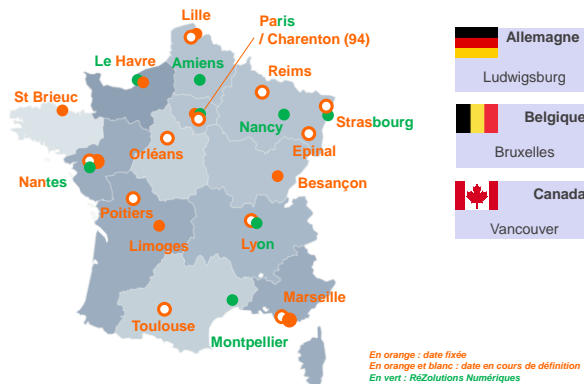 Lille
Paris
/ Charenton (94)
Le Havre
Amiens
Reims
St Brieuc
Nancy
Strasbourg
Orléans
Epinal
Nantes
Besançon
Poitiers
Limoges
Lyon
Marseille
Toulouse
Montpellier
Allemagne
Ludwigsburg
Belgique
Bruxelles
Canada
Vancouver
En orange : date fixée
En orange et blanc : date en cours de définition
En vert : RéZolutions Numériques